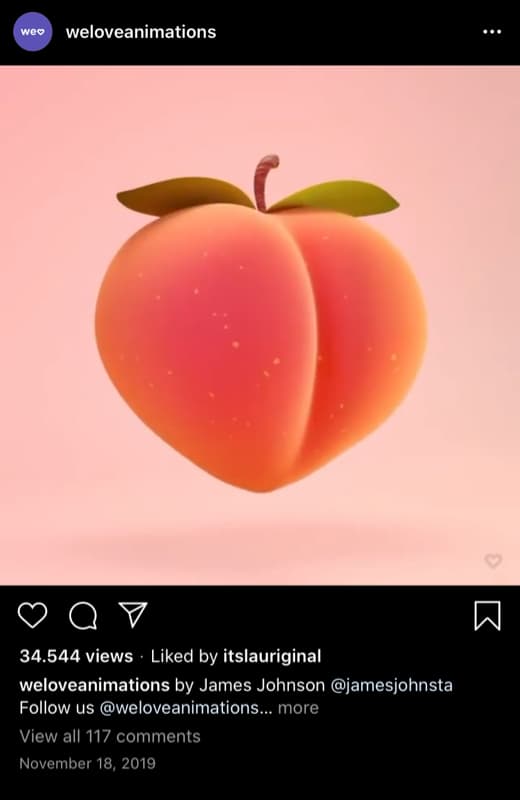 we
weloveanimations
34.544 views · Liked by itslauriginal
weloveanimations by James Johnson @jamesjohnsta
Follow us @weloveanimations... more
View all 117 comments
November 18, 2019